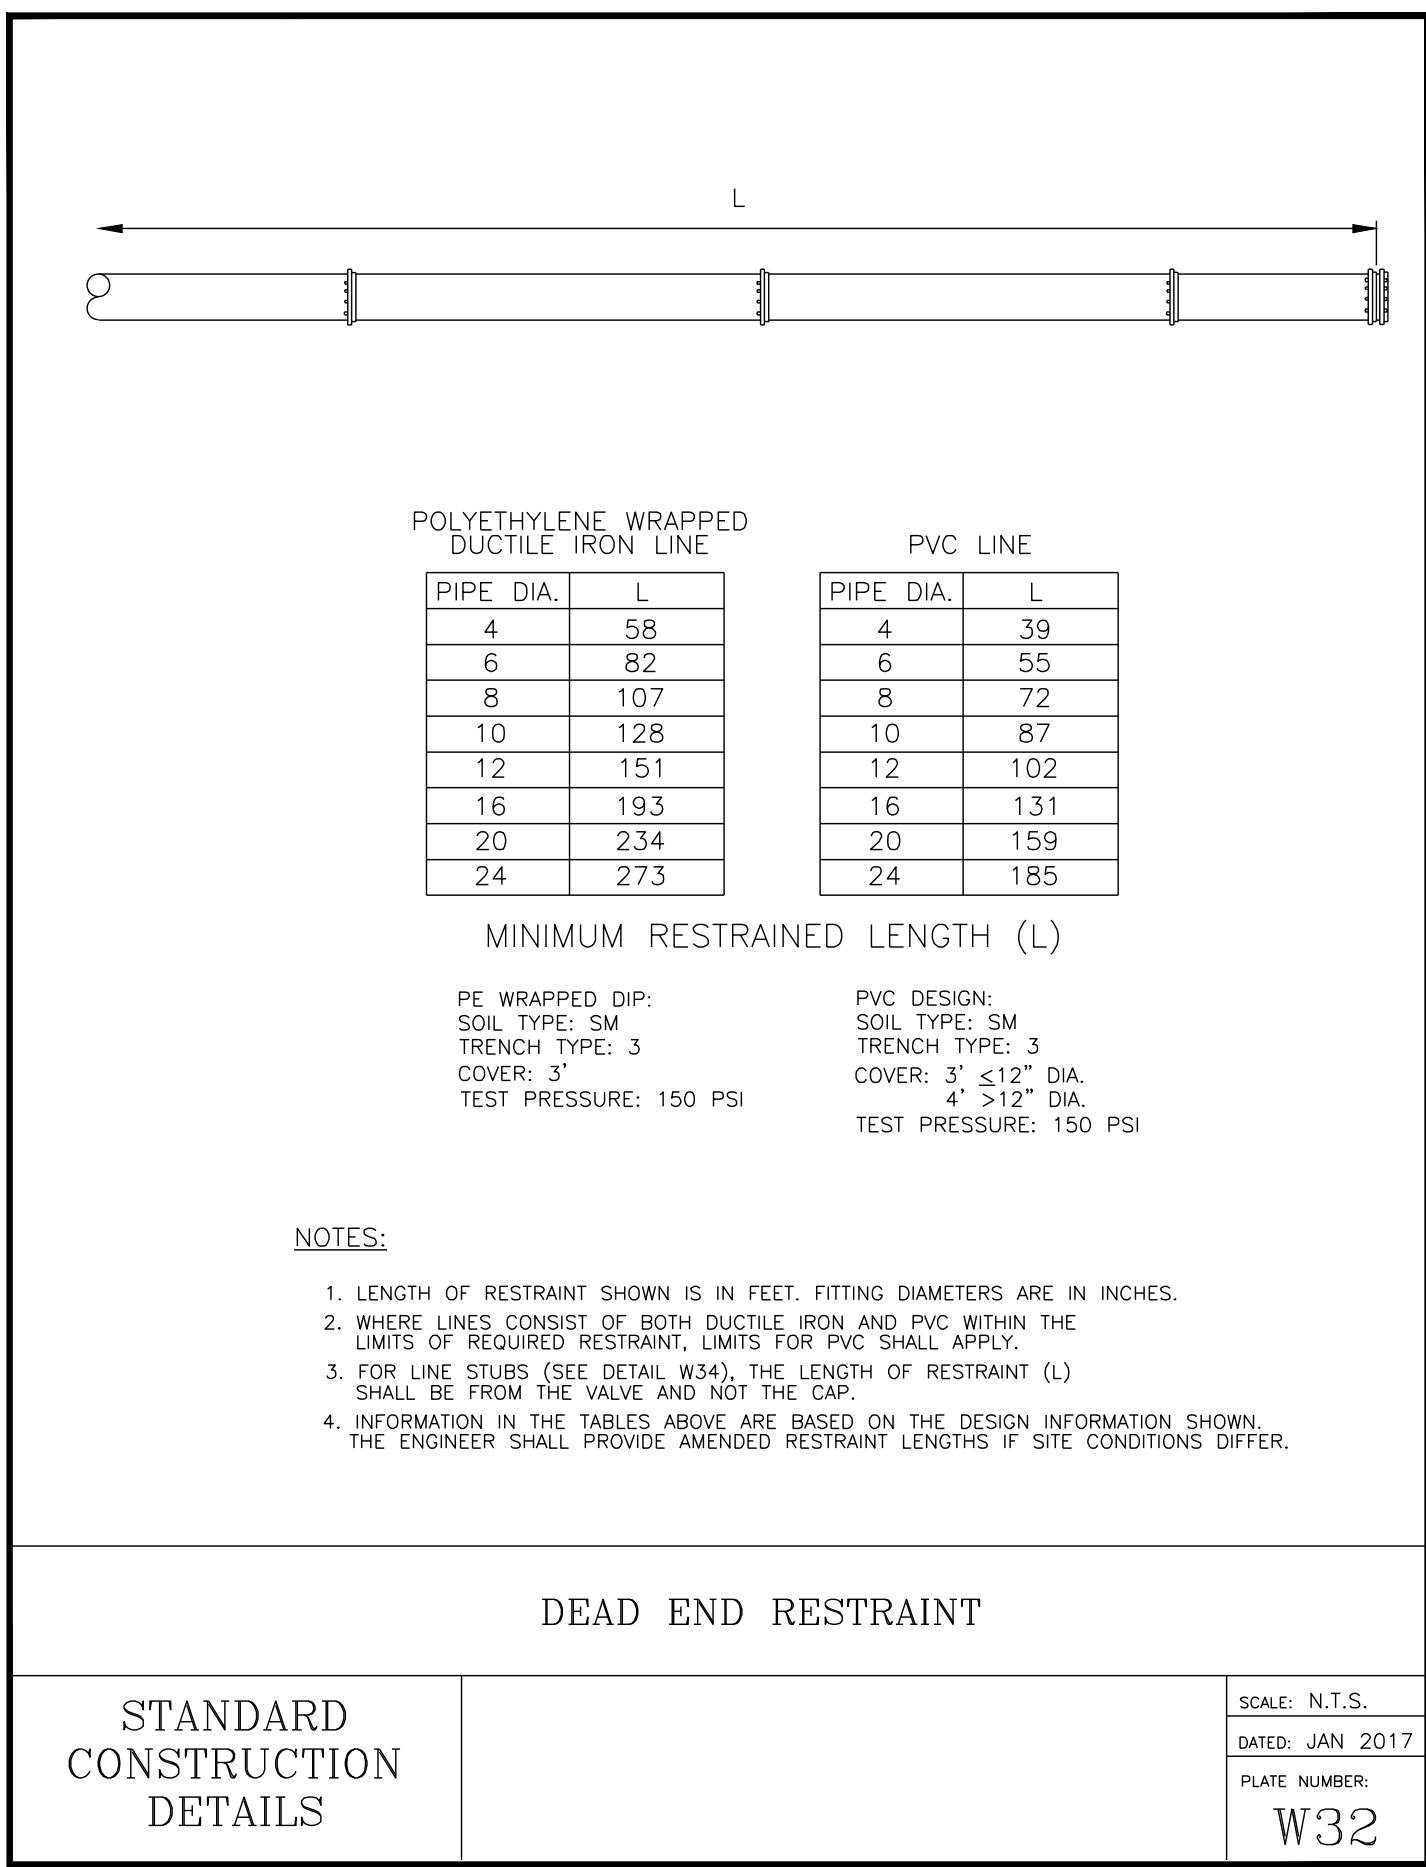 L
POLYETHYLENE WRAPPED
DUCTILE IRON LINE
PIPE DIA. L
4 58
6 82
8 107
10 128
12 151
16 193
20 234
24 273
PVC LINE
PIPE DIA. L
4 39
6 55
8 72
10 87
12 102
16 131
20 159
24 185
MINIMUM RESTRAINED LENGTH (L)
PE WRAPPED DIP:
SOIL TYPE: SM
TRENCH TYPE: 3
COVER: 3'
TEST PRESSURE: 150 PSI
PVC DESIGN:
SOIL TYPE: SM
TRENCH TYPE: 3
COVER: 3' ≤12" DIA.
4' >12" DIA.
TEST PRESSURE: 150 PSI
NOTES:
1. LENGTH OF RESTRAINT SHOWN IS IN FEET. FITTING DIAMETERS ARE IN INCHES.
2. WHERE LINES CONSIST OF BOTH DUCTILE IRON AND PVC WITHIN THE
LIMITS OF REQUIRED RESTRAINT, LIMITS FOR PVC SHALL APPLY.
3. FOR LINE STUBS (SEE DETAIL W34), THE LENGTH OF RESTRAINT (L)
SHALL BE FROM THE VALVE AND NOT THE CAP.
4. INFORMATION IN THE TABLES ABOVE ARE BASED ON THE DESIGN INFORMATION SHOWN.
THE ENGINEER SHALL PROVIDE AMENDED RESTRAINT LENGTHS IF SITE CONDITIONS DIFFER.
DEAD END RESTRAINT
STANDARD
CONSTRUCTION
DETAILS
SCALE: N.T.S.
DATED: JAN 2017
PLATE NUMBER:
W32